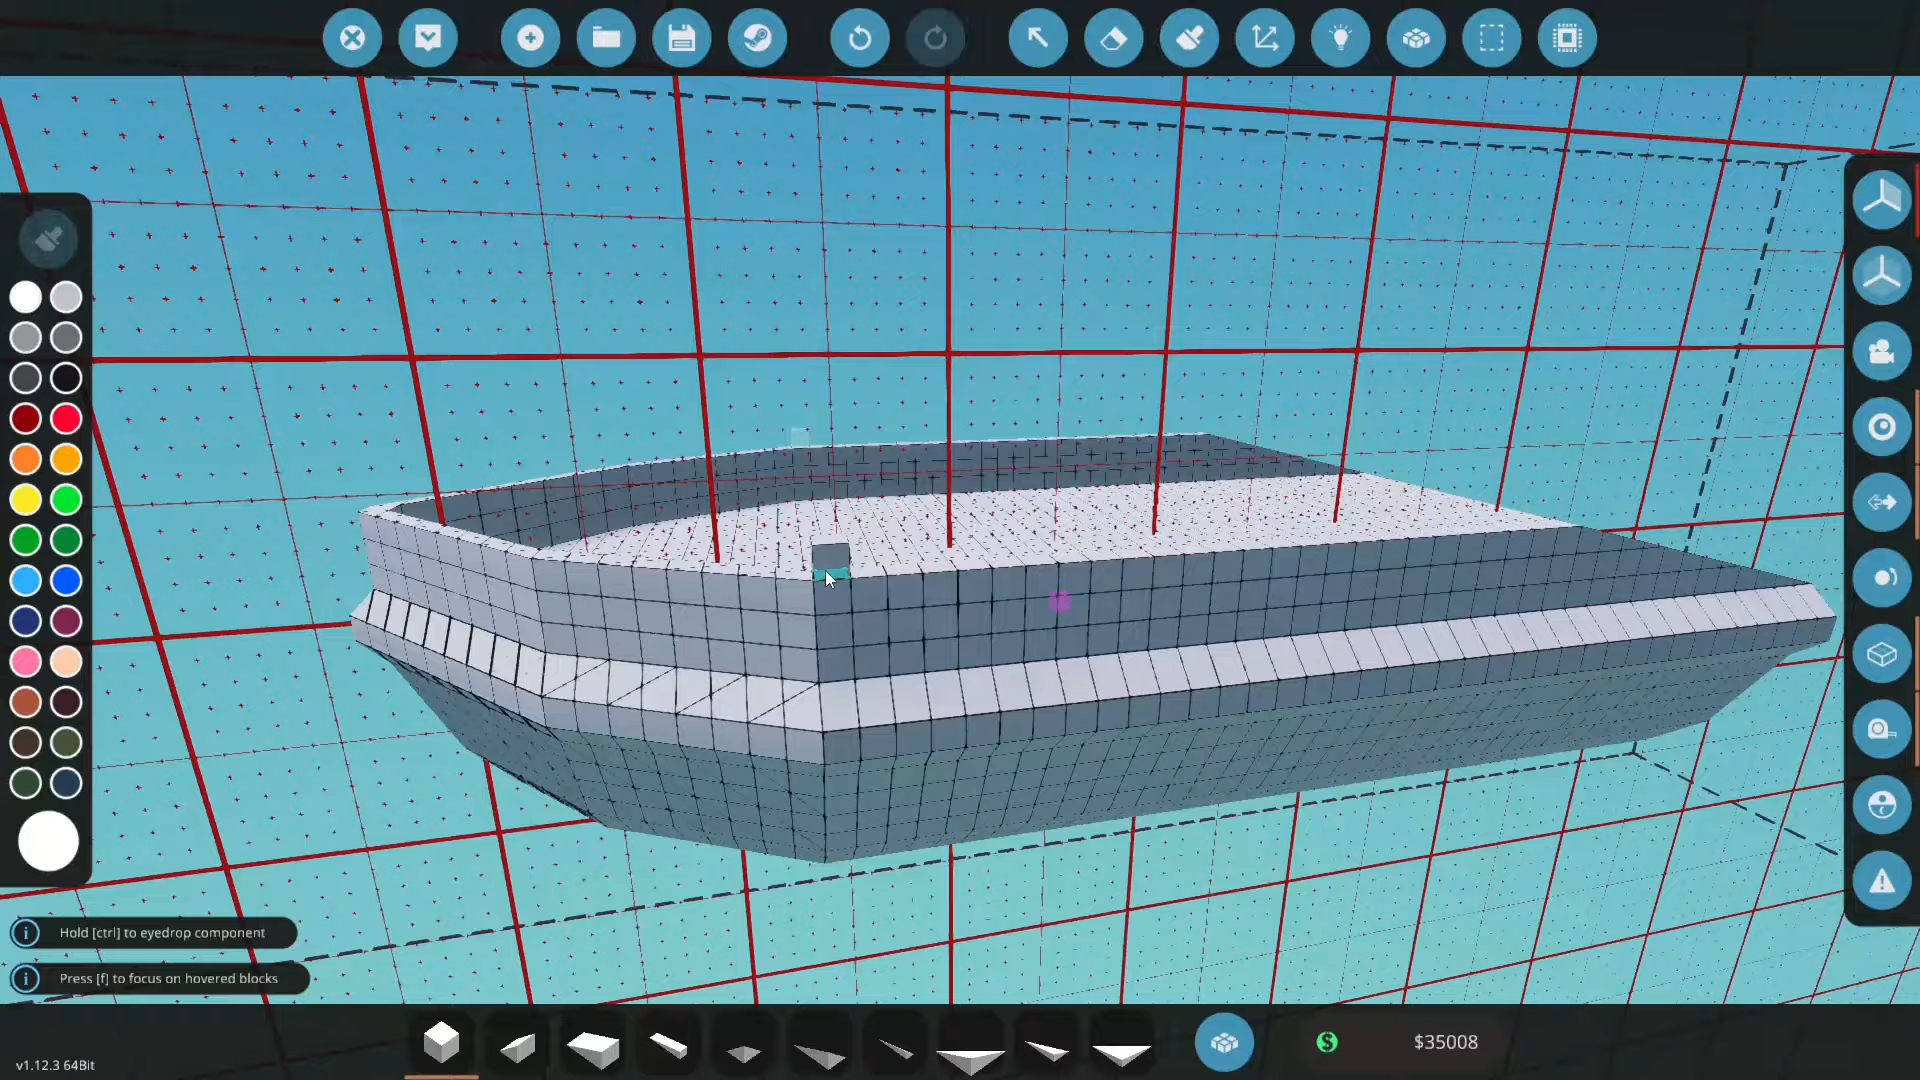 Hold [ctrl] to eyedrop component
Press [f] to focus on hovered blocks
$35008
v1.12.3 64Bit